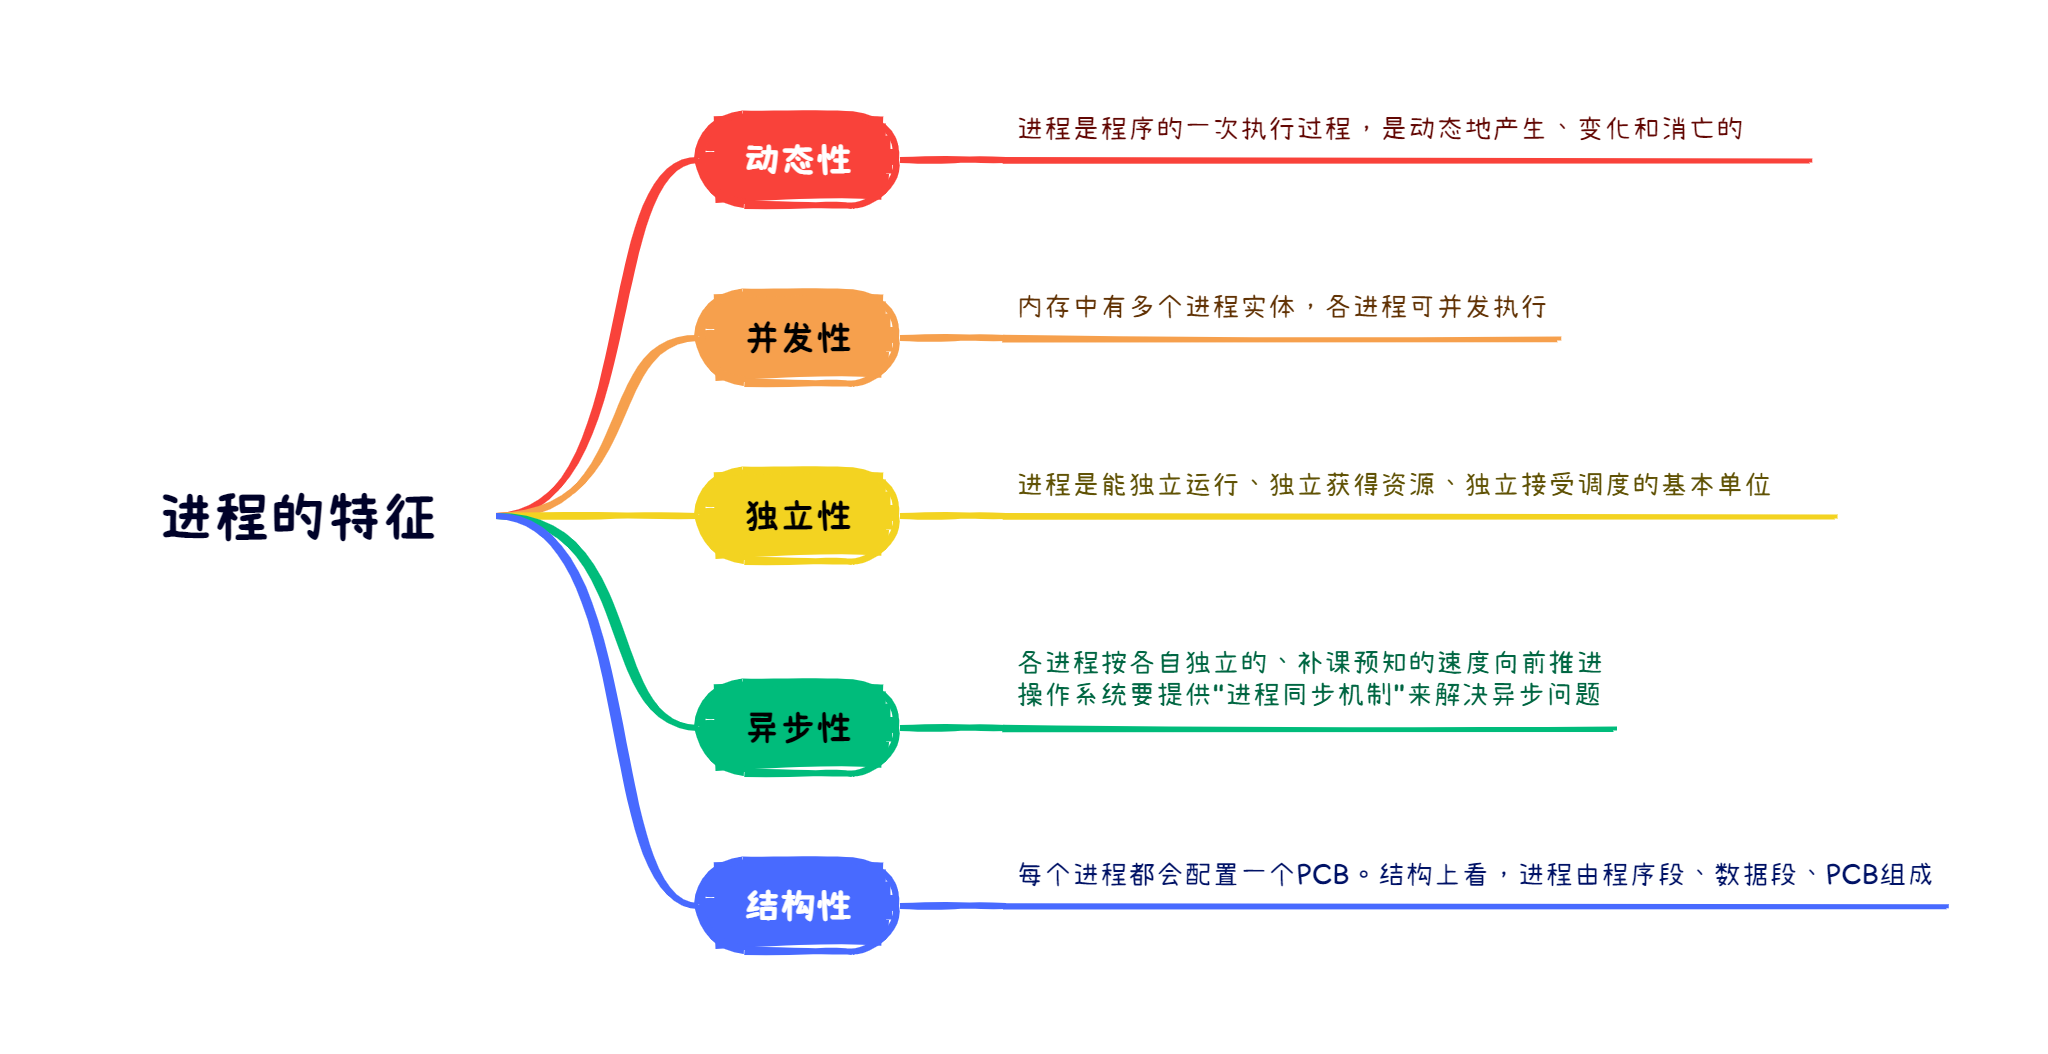 进程的特征
动态性
进程是程序的一次执行过程，是动态地产生、变化和消亡的
并发性
内存中有多个进程实体，各进程可并发执行
独立性
进程是能独立运行、独立获得资源、独立接受调度的基本单位
异步性
各进程按各自独立的、补课预知的速度向前推进
操作系统要提供"进程同步机制"来解决异步问题
结构性
每个进程都会配置一个PCB。结构上看，进程由程序段、数据段、PCB组成